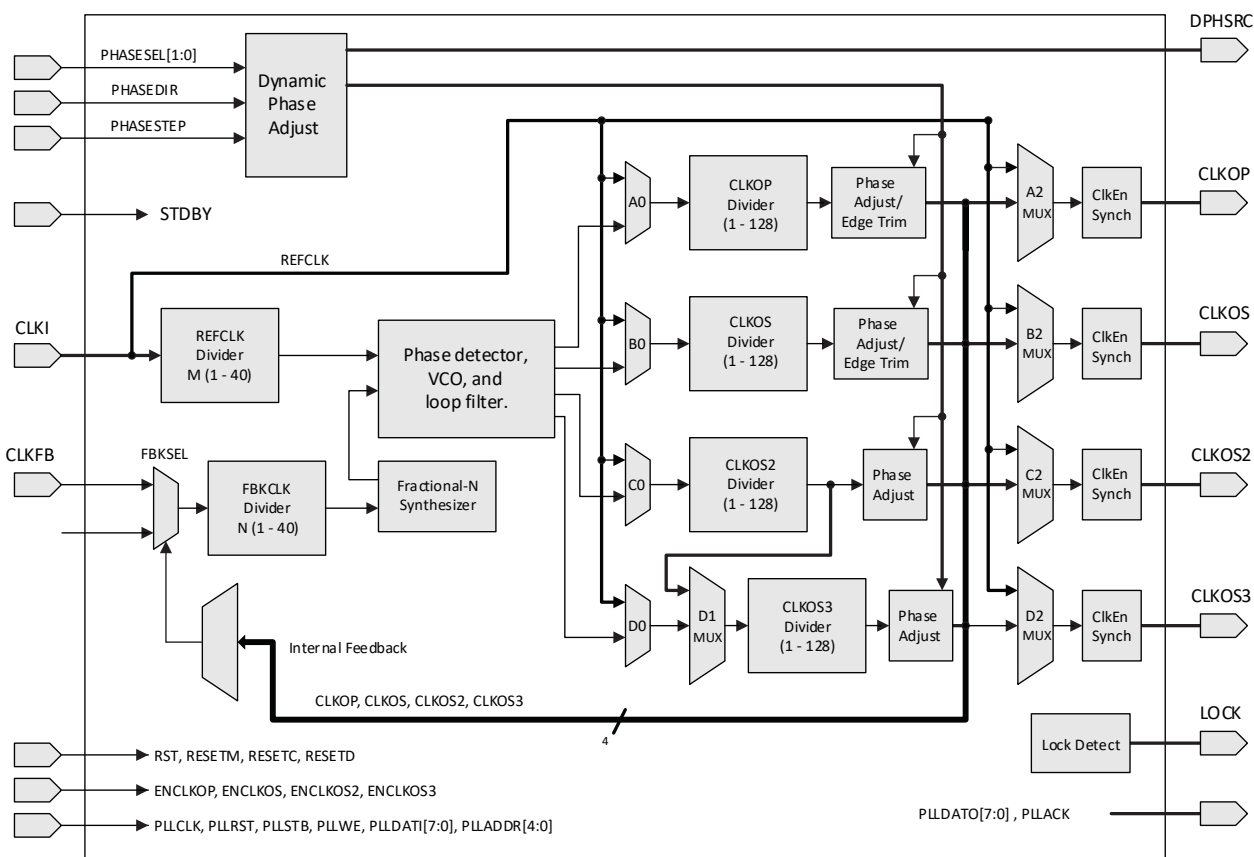 DPHSRC
PHASESEL[1:0]
PHASEDIR
PHASESTEP
Dynamic
Phase
Adjust
STDBY
REFCLK
A0
CLKOP
Divider
(1 - 128)
Phase
Adjust/
Edge Trim
A2
MUX
ClkEn
Synch
CLKOP
CLKI
REFCLK
Divider
M (1 - 40)
Phase detector,
VCO, and
loop filter.
B0
CLKOS
Divider
(1 - 128)
Phase
Adjust/
Edge Trim
B2
MUX
ClkEn
Synch
CLKOS
CLKFB
FBKSEL
FBKCLK
Divider
N (1 - 40)
Fractional-N
Synthesizer
C0
CLKOS2
Divider
(1 - 128)
Phase
Adjust
C2
MUX
ClkEn
Synch
CLKOS2
D0
D1
MUX
CLKOS3
Divider
(1 - 128)
Phase
Adjust
D2
MUX
ClkEn
Synch
CLKOS3
Internal Feedback
CLKOP, CLKOS, CLKOS2, CLKOS3
4
Lock Detect
LOCK
RST, RESETM, RESETC, RESETD
ENCLKOP, ENCLKOS, ENCLKOS2, ENCLKOS3
PLLCLK, PLLRST, PLLSTB, PLLWE, PLLDATI[7:0], PLLADDR[4:0]
PLLDATO[7:0] , PLLACK